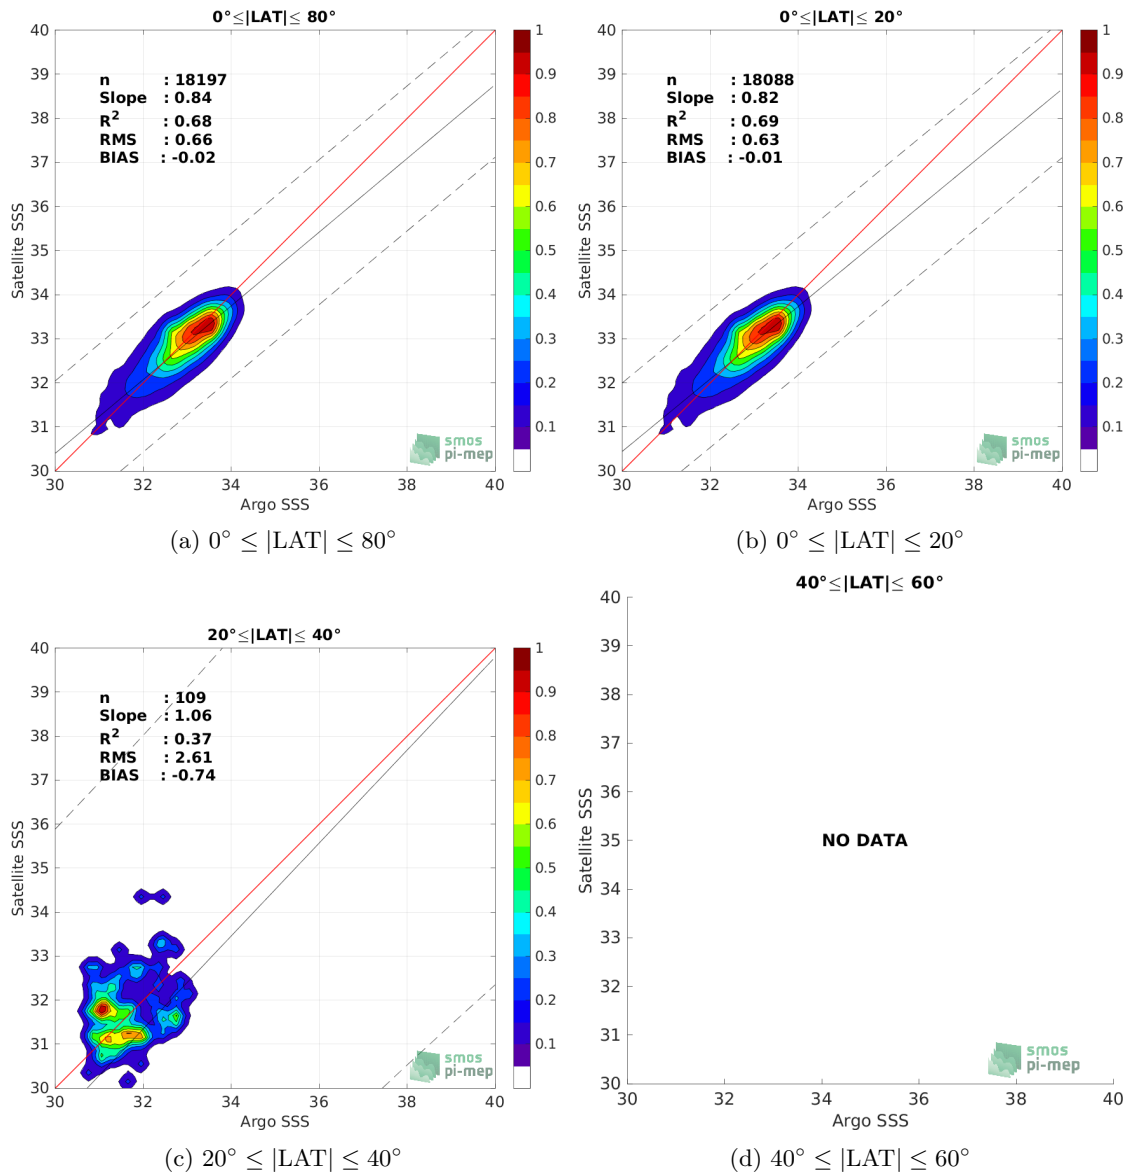 0°≤|LAT|≤ 80°
n : 18197
Slope : 0.84
R2 : 0.68
RMS : 0.66
BIAS : -0.02
40
39
38
37
36
35
34
33
32
31
30
Satellite SSS
30 32 34 36 38 40
Argo SSS
1
0.9
0.8
0.7
0.6
0.5
0.4
0.3
0.2
0.1
smos
pi-mep
(a) 0° ≤ |LAT| ≤ 80°
0°≤|LAT|≤ 20°
n : 18088
Slope : 0.82
R2 : 0.69
RMS : 0.63
BIAS : -0.01
40
39
38
37
36
35
34
33
32
31
30
Satellite SSS
30 32 34 36 38 40
Argo SSS
1
0.9
0.8
0.7
0.6
0.5
0.4
0.3
0.2
0.1
smos
pi-mep
(b) 0° ≤ |LAT| ≤ 20°
20°≤|LAT|≤ 40°
n : 109
Slope : 1.06
R2 : 0.37
RMS : 2.61
BIAS : -0.74
40
39
38
37
36
35
34
33
32
31
30
Satellite SSS
30 32 34 36 38 40
Argo SSS
1
0.9
0.8
0.7
0.6
0.5
0.4
0.3
0.2
0.1
smos
pi-mep
(c) 20° ≤ |LAT| ≤ 40°
40°≤|LAT|≤ 60°
40
39
38
37
36
35
34
33
32
31
30
Satellite SSS
NO DATA
30 32 34 36 38 40
Argo SSS
smos
pi-mep
(d) 40° ≤ |LAT| ≤ 60°